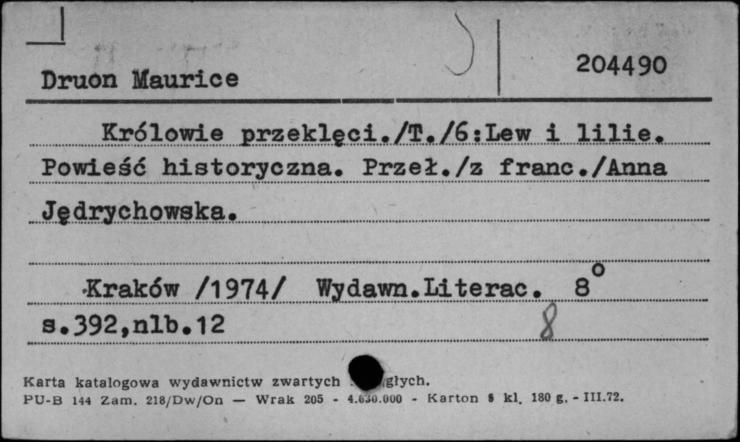 Druon Maurice
204490
Królowie przeklęci./T./6:Lew i lilie.
Powieść historyczna. Przeł./z franc./Anna
Jędrychowska.
Kraków /1974/ Wydawn.Literac. 8°
s.392,nlb.12
8
Karta katalogowa wydawnictw zwartych
PU-B 144 Zam. 218/Dw/On — Wrak 205 - 4.630.000 - Karton kl. 180 g. - III.72.